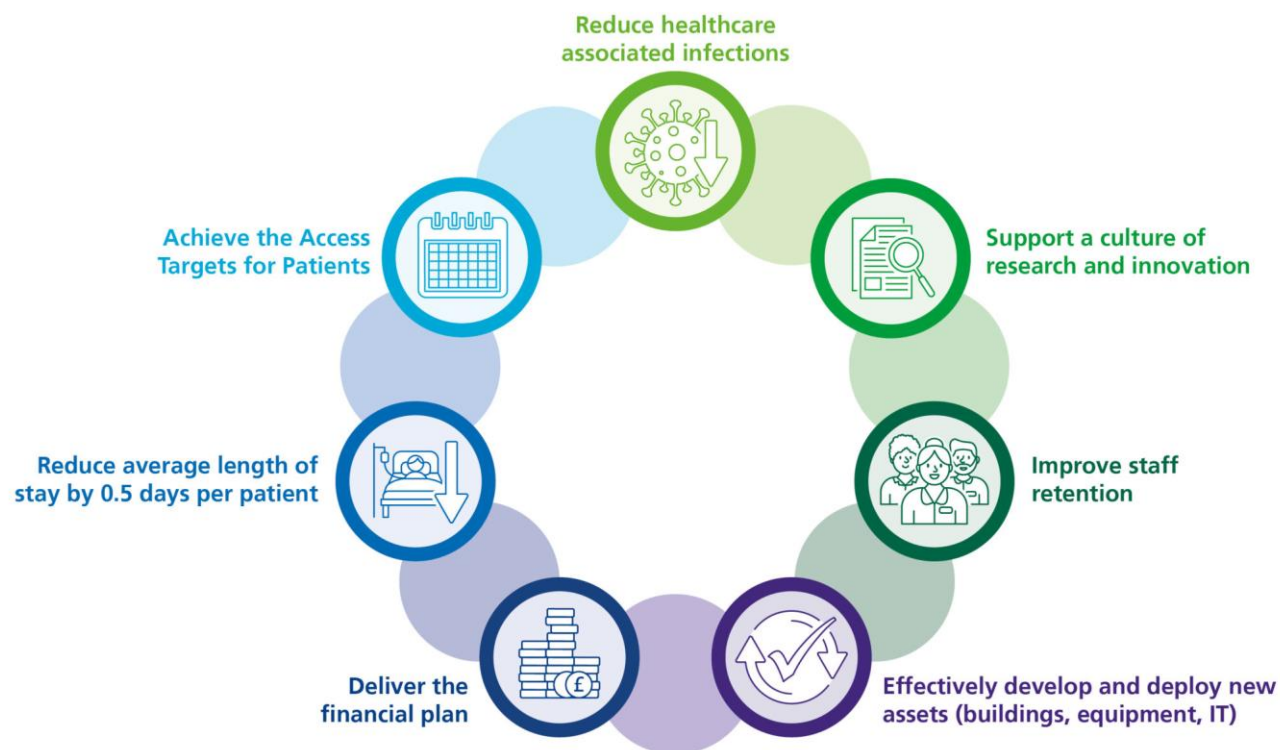 Reduce healthcare
associated infections
Support a culture of
research and innovation
Improve staff
retention
Effectively develop and deploy new
assets (buildings, equipment, IT)
£
Deliver the
financial plan
Reduce average length of
stay by 0.5 days per patient
Achieve the Access
Targets for Patients